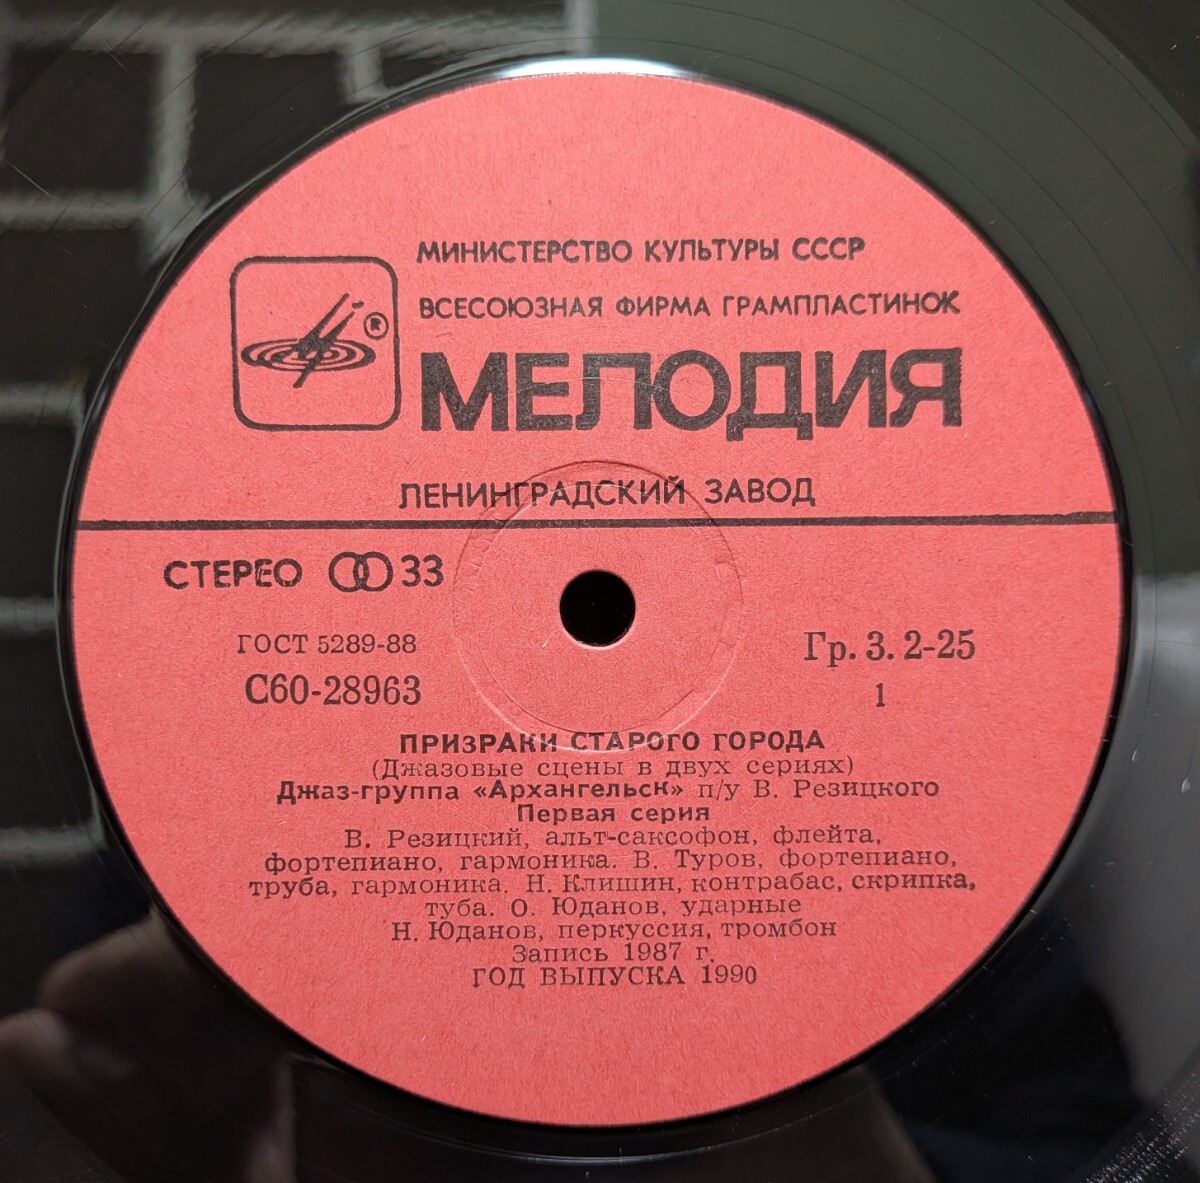 МИНИСТЕРСТВО КУЛЬТУРЫ СССР
ВСЕСОЮЗНАЯ ФИРМА ГРАМПЛАСТИНОК
®
МЕЛОДИЯ
ЛЕНИНГРАДСКИЙ ЗАВОД
СТЕРЕО 33
ГОСТ 5289-88
С60-28963
Гр. 3. 2-25
1
ПРИЗРАКИ СТАРОГО ГОРОДА
(Джазовые сцены в двух сериях)
Джаз-группа «Архангельск» п/у В. Резицкого
Первая серия
В. Резицкий, альт-саксофон, флейта,
фортепиано, гармоника. В. Туров, фортепиано,
труба, гармоника. Н. Клишин, контрабас, скрипка,
туба. О. Юданов, ударные
Н. Юданов, перкуссия, тромбон
Запись 1987 г.
ГОД ВЫПУСКА 1990